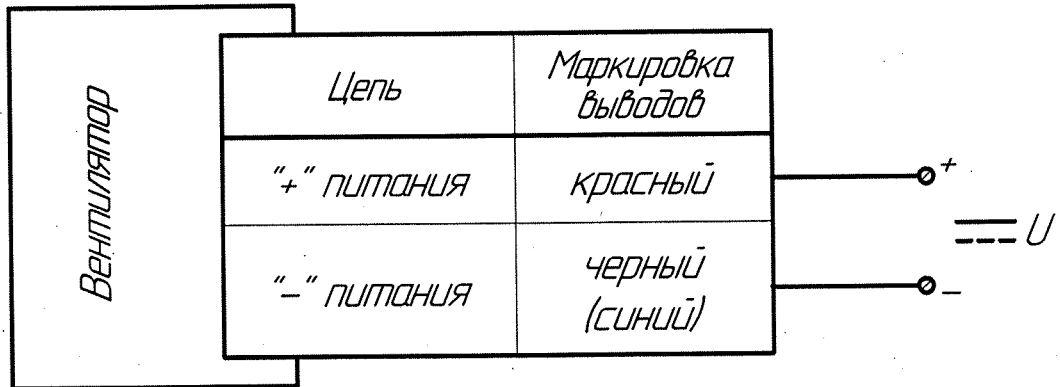 Вентилятор
Цепь
Маркировка
выводов
"+" питания
красный
"–" питания
черный
(синий)
+
U
–